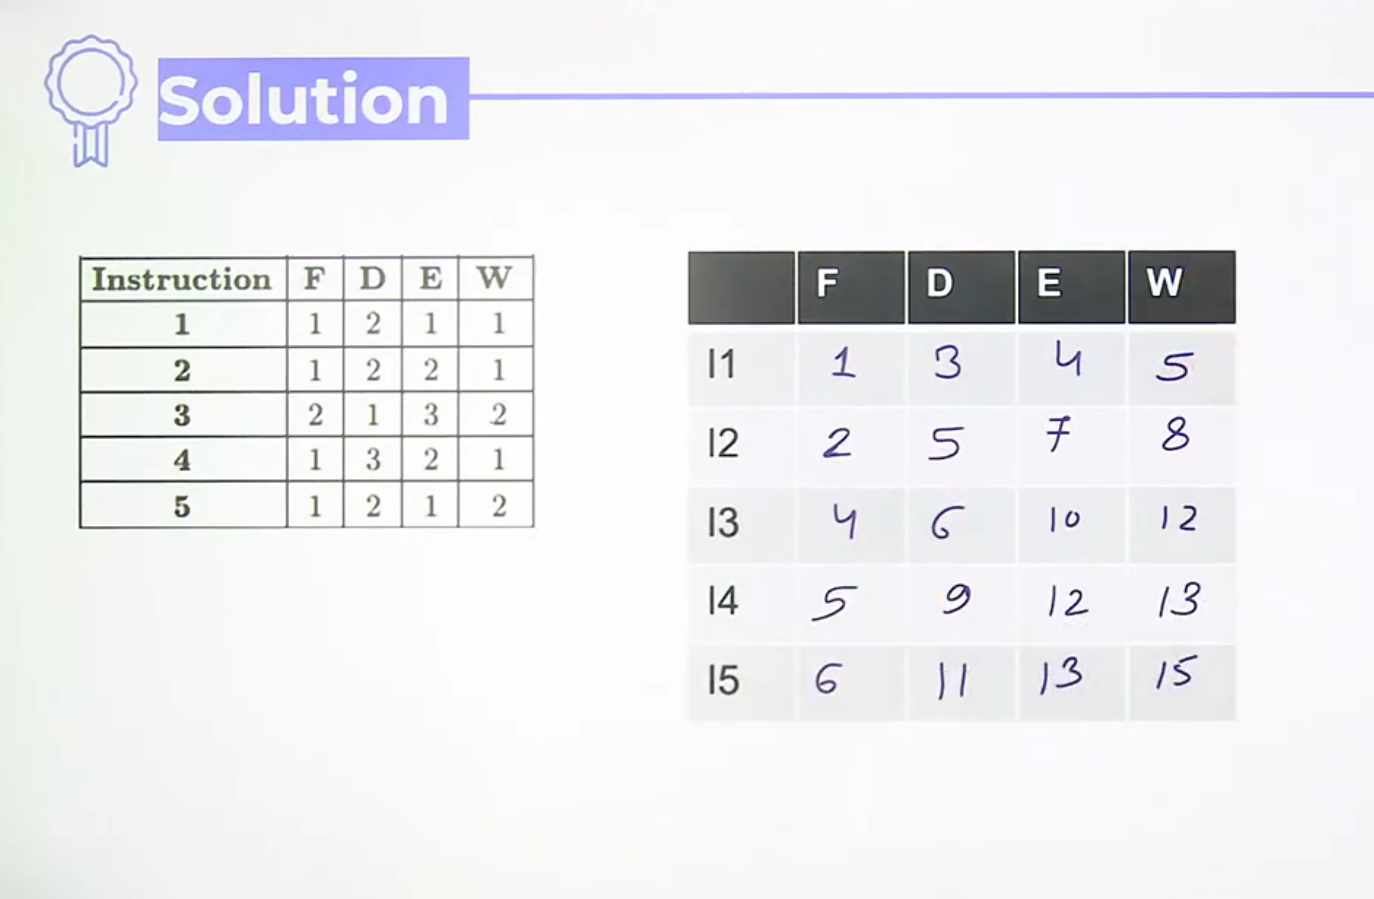 Solution
Instruction F D E W
1 1 2 1 1
2 1 2 2 1
3 2 1 3 2
4 1 3 2 1
5 1 2 1 2
F D E W
I1 1 3 4 5
I2 2 5 7 8
I3 4 6 10 12
I4 5 9 12 13
I5 6 11 13 15